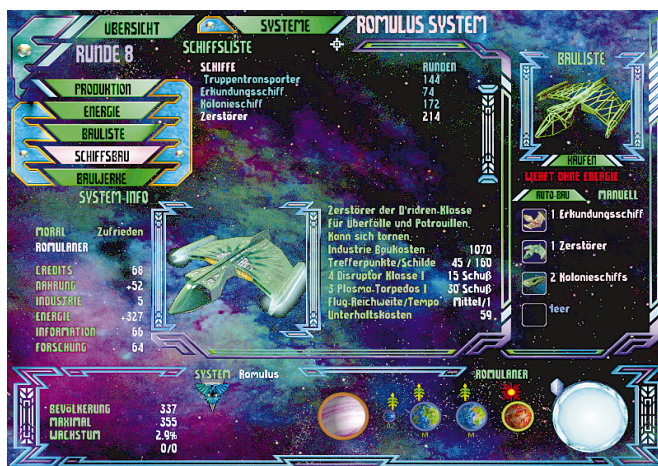 ÜBERSICHT
SYSTEME
ROMULUS SYSTEM
RUNDE 8
SCHIFFSLISTE
SCHIFFE RUNDEN
Truppentronsporter 144
Erkundungsschiff 74
Kolonieschiff 172
Zerstörer 214
PRODUKTION
ENERGIE
BAULISTE
SCHIFFSBAU
BAUWERKE
BAULISTE
KAUFEN
WERFT OHNE ENERGIE
AUTO-BAU MANUELL
1 Erkundungsschiff
1 Zerstörer
2 Kolonieschiffs
leer
SYSTEM-INFO
MORAL Zufrieden
ROMULANER
CREDITS 68
NAHRUNG +52
INDUSTRIE 5
ENERGIE +327
INFORMATION 66
FORSCHUNG 64
Zerstörer der D'ridren-Klasse
Für Überfölle und Patrouillen.
Kann sich tarnen.
Industrie Baukosten 1070
Trefferpunkte/Schilde 45 / 160
4 Disruptor Klasse I 15 Schuß
3 Plasma-Torpedos I 30 Schuß
Flug-Reichweite/Tempo Mittel/1
Unterhaltskosten 59
SYSTEM Romulus
ROMULANER
BEVÖLKERUNG 337
MAXIMAL 355
WACHSTUM 2.9%
0/0
M M